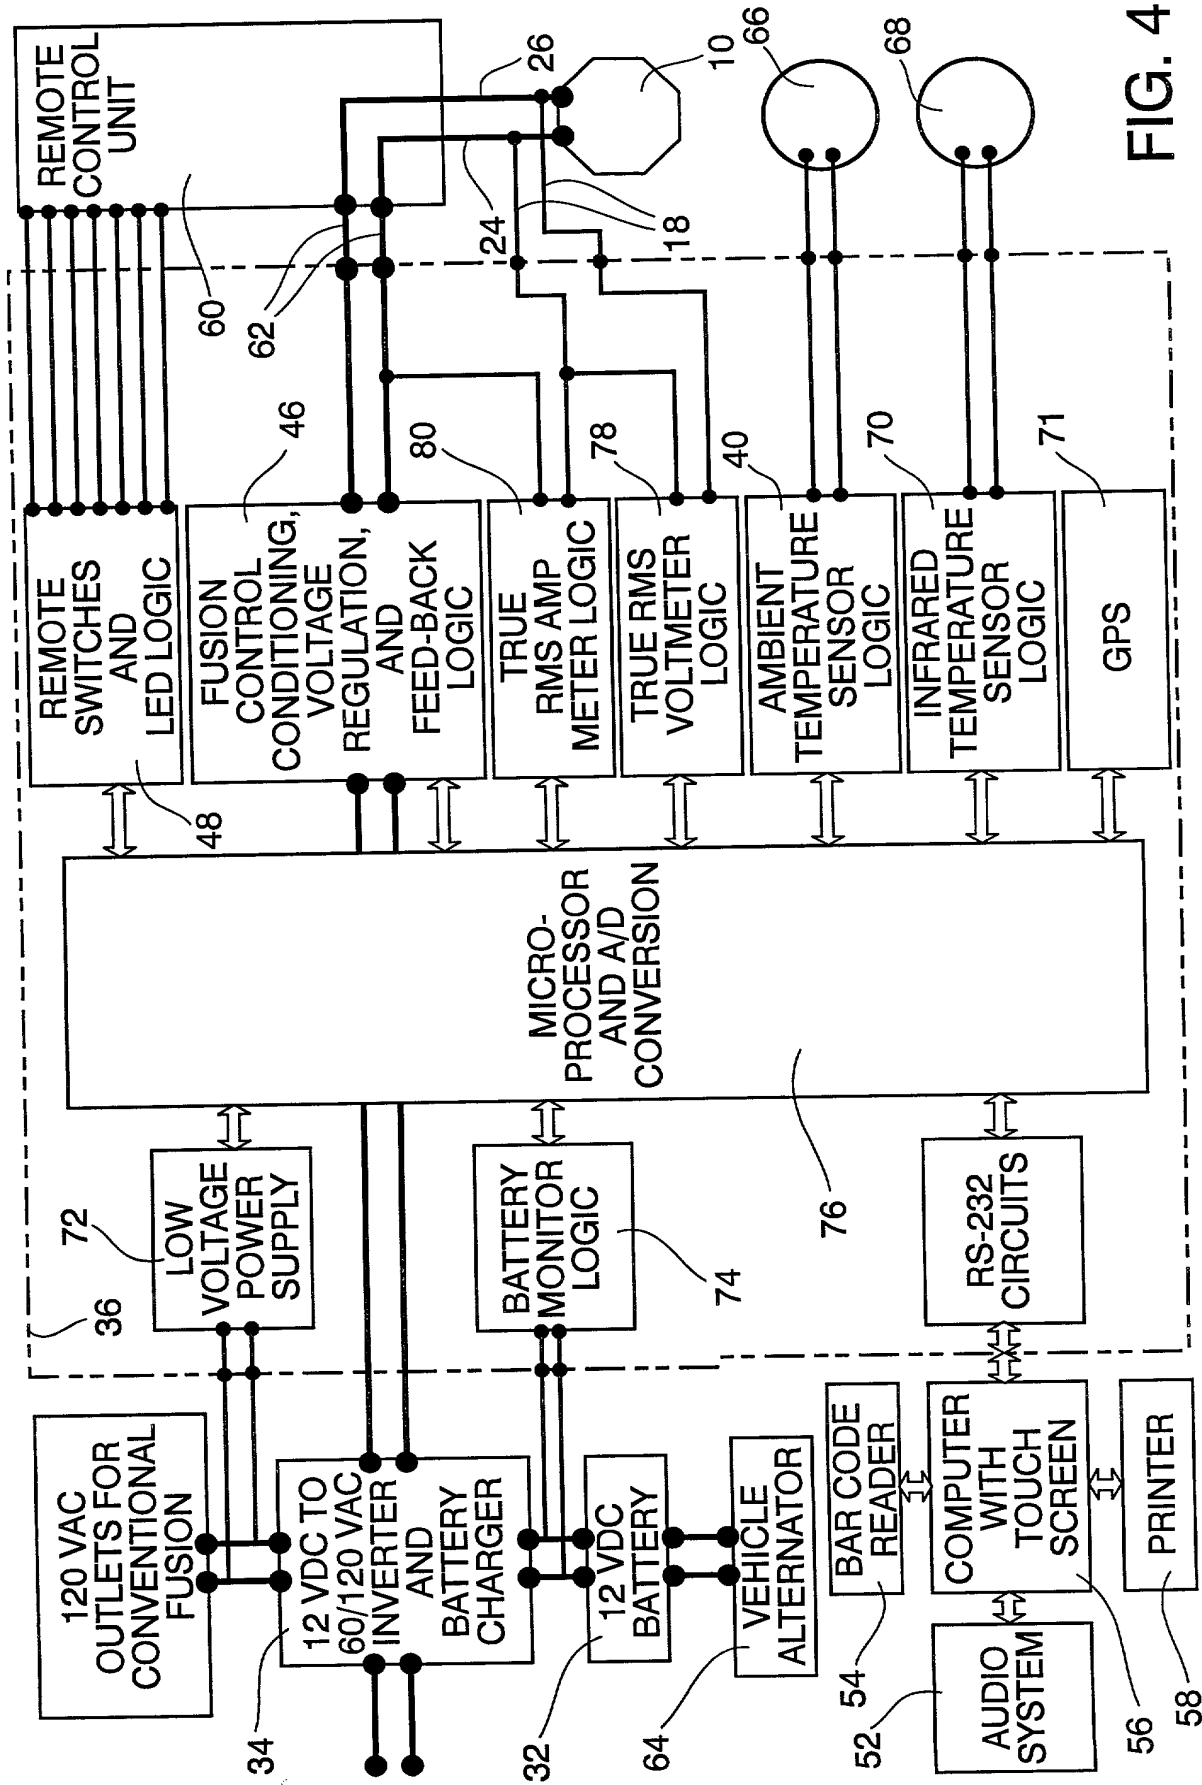 120 VAC
OUTLETS FOR
CONVENTIONAL
FUSION
34
12 VDC TO
60/120 VAC
INVERTER
AND
BATTERY
CHARGER
32
12 VDC
BATTERY
64
VEHICLE
ALTERNATOR
54
BAR CODE
READER
52
AUDIO
SYSTEM
COMPUTER
WITH
TOUCH
SCREEN
56
PRINTER
58
36
72
LOW
VOLTAGE
POWER
SUPPLY
BATTERY
MONITOR
LOGIC
74
RS-232
CIRCUITS
MICRO-
PROCESSOR
AND A/D
CONVERSION
76
REMOTE
SWITCHES
AND
LED LOGIC
48
FUSION
CONTROL
CONDITIONING,
VOLTAGE
REGULATION,
AND
FEED-BACK
LOGIC
46
TRUE
RMS AMP
METER LOGIC
80
TRUE RMS
VOLTMETER
LOGIC
78
AMBIENT
TEMPERATURE
SENSOR
LOGIC
40
INFRARED
TEMPERATURE
SENSOR
LOGIC
70
GPS
71
REMOTE
CONTROL
UNIT
60
62
24
26
18
10
66
68
FIG. 4